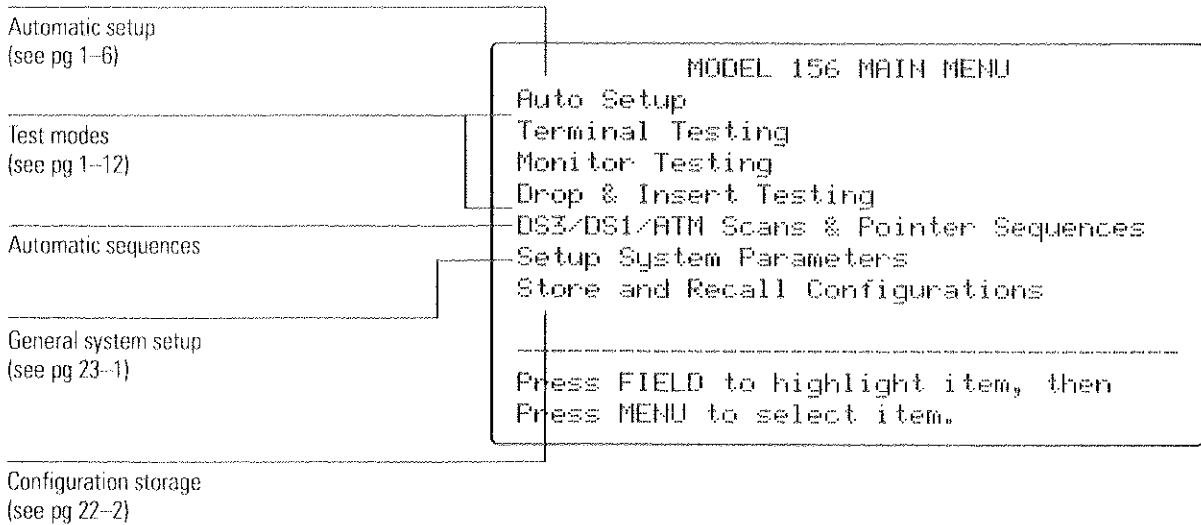 Automatic setup
(see pg 1–6)
Test modes
(see pg 1–12)
Automatic sequences
General system setup
(see pg 23–1)
Configuration storage
(see pg 22–2)
MODEL 156 MAIN MENU
Auto Setup
Terminal Testing
Monitor Testing
Drop & Insert Testing
DS3/DS1/ATM Scans & Pointer Sequences
Setup System Parameters
Store and Recall Configurations
Press FIELD to highlight item, then
Press MENU to select item.